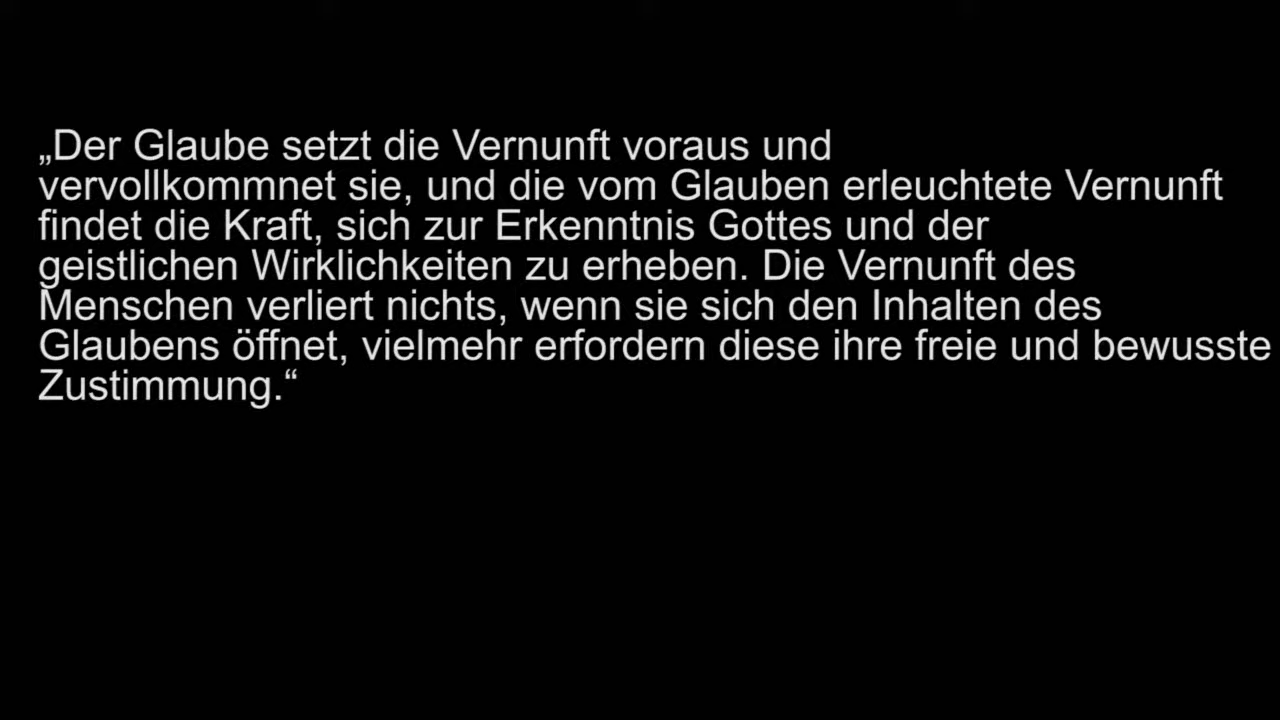 „Der Glaube setzt die Vernunft voraus und
vervollkommnet sie, und die vom Glauben erleuchtete Vernunft
findet die Kraft, sich zur Erkenntnis Gottes und der
geistlichen Wirklichkeiten zu erheben. Die Vernunft des
Menschen verliert nichts, wenn sie sich den Inhalten des
Glaubens öffnet, vielmehr erfordern diese ihre freie und bewusste
Zustimmung.“